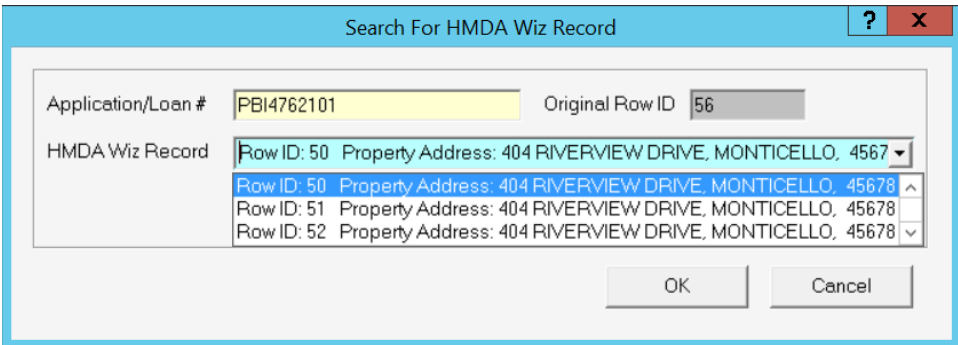 Search For HMDA Wiz Record ? x
Application/Loan # PBI4762101 Original Row ID 56
HMDA Wiz Record Row ID: 50 Property Address: 404 RIVERVIEW DRIVE, MONTICELLO, 4567
Row ID: 50 Property Address: 404 RIVERVIEW DRIVE, MONTICELLO, 45678
Row ID: 51 Property Address: 404 RIVERVIEW DRIVE, MONTICELLO, 45678
Row ID: 52 Property Address: 404 RIVERVIEW DRIVE, MONTICELLO, 45678
OK Cancel